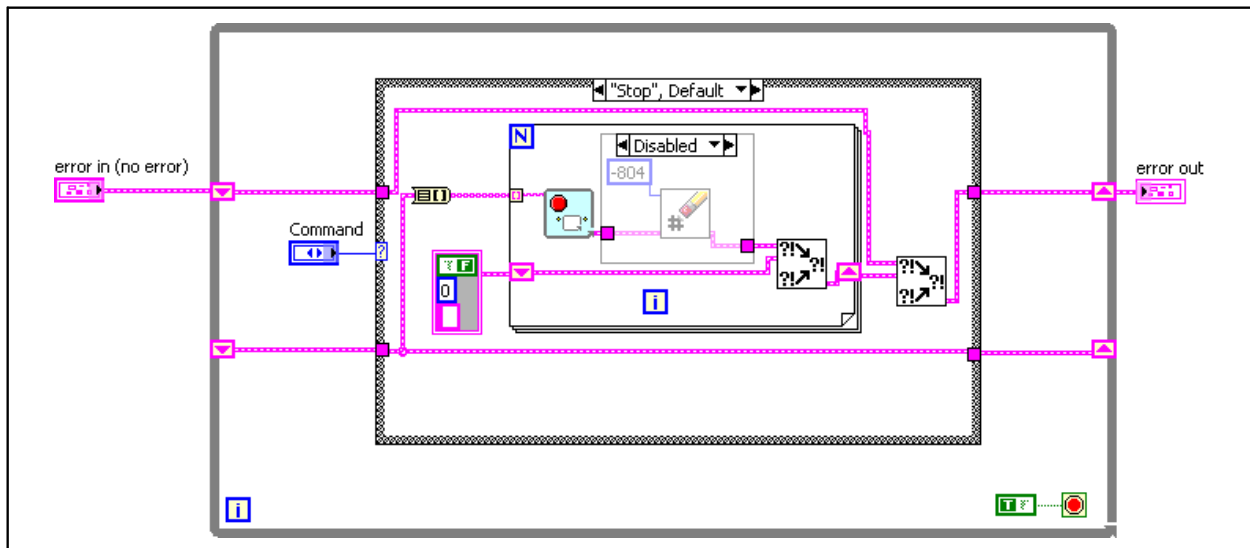 "Stop", Default
N
Disabled
error in (no error)
-804
error out
#
Command
?
?! ?!
?!
?! ?!
?!
F
0
i
i
T